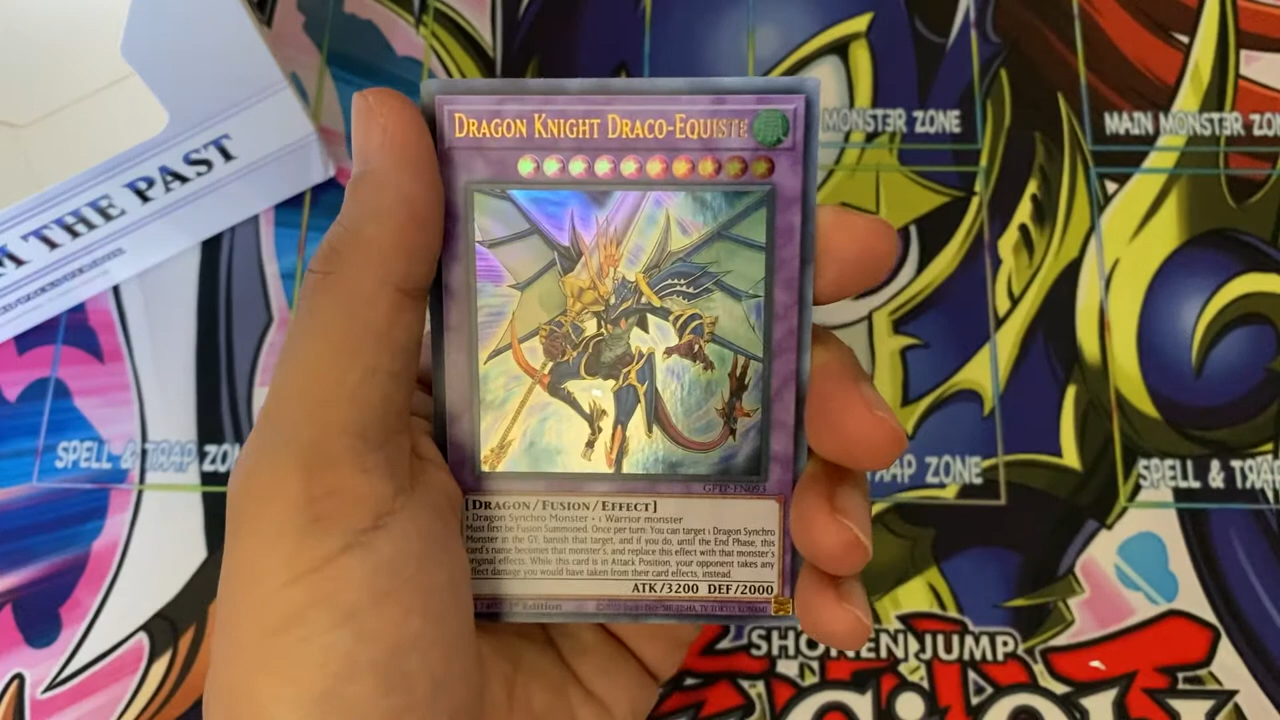 DRAGON KNIGHT DRACO-EQUISTE
MONSTER ZONE
MAIN MONSTER ZON
M THE PAST
SPELL & TRAP ZON
RAP ZONE
SPELL & TRAP
GFTP-EN093
[DRAGON/FUSION/EFFECT]
1 Dragon Synchro Monster + 1 Warrior monster
Must first be Fusion Summoned. Once per turn: You can target 1 Dragon Synchro
Monster in the GY; banish that target, and if you do, until the End Phase, this
card's name becomes that monster's, and replace this effect with that monster's
original effects. While this card is in Attack Position, your opponent takes any
effect damage you would have taken from their card effects, instead.
ATK/3200 DEF/2000
1st Edition
SHUEISHA, TV TOKYO, KONAMI
SHONEN JUMP